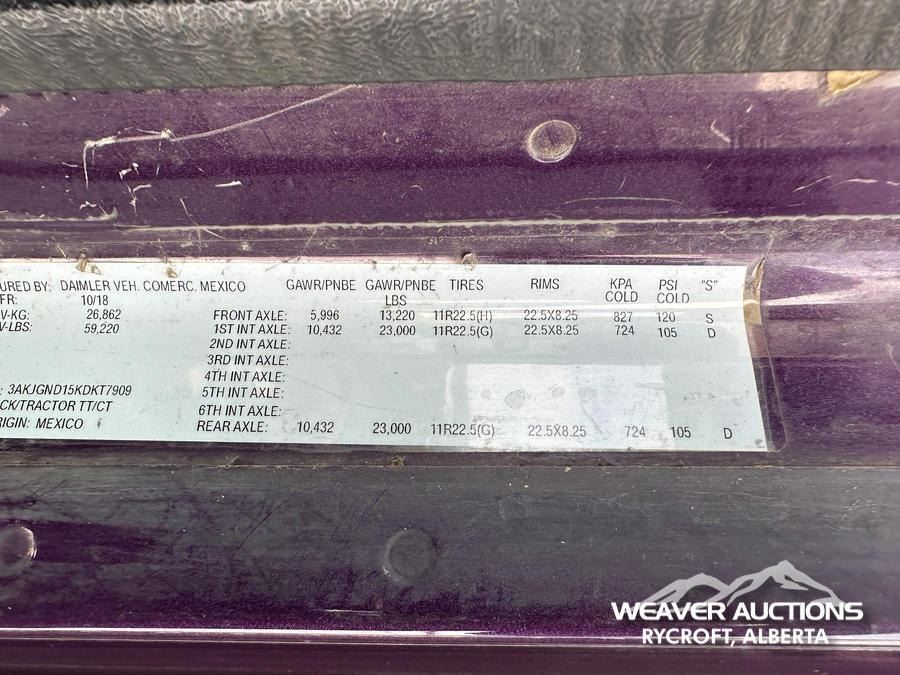 URED BY: DAIMLER VEH. COMERC. MEXICO GAWR/PNBE GAWR/PNBE TIRES RIMS KPA PSI "S"
LBS COLD COLD
FR: 10/18
V-KG: 26,862 FRONT AXLE: 5,996 13,220 11R22.5(H) 22.5X8.25 827 120 S
V-LBS: 59,220 1ST INT AXLE: 10,432 23,000 11R22.5(G) 22.5X8.25 724 105 D
2ND INT AXLE:
3RD INT AXLE:
4TH INT AXLE:
: 3AKJGND15KDKT7909 5TH INT AXLE:
CK/TRACTOR TT/CT 6TH INT AXLE:
RIGIN: MEXICO REAR AXLE: 10,432 23,000 11R22.5(G) 22.5X8.25 724 105 D
WEAVER AUCTIONS
RYCROFT, ALBERTA